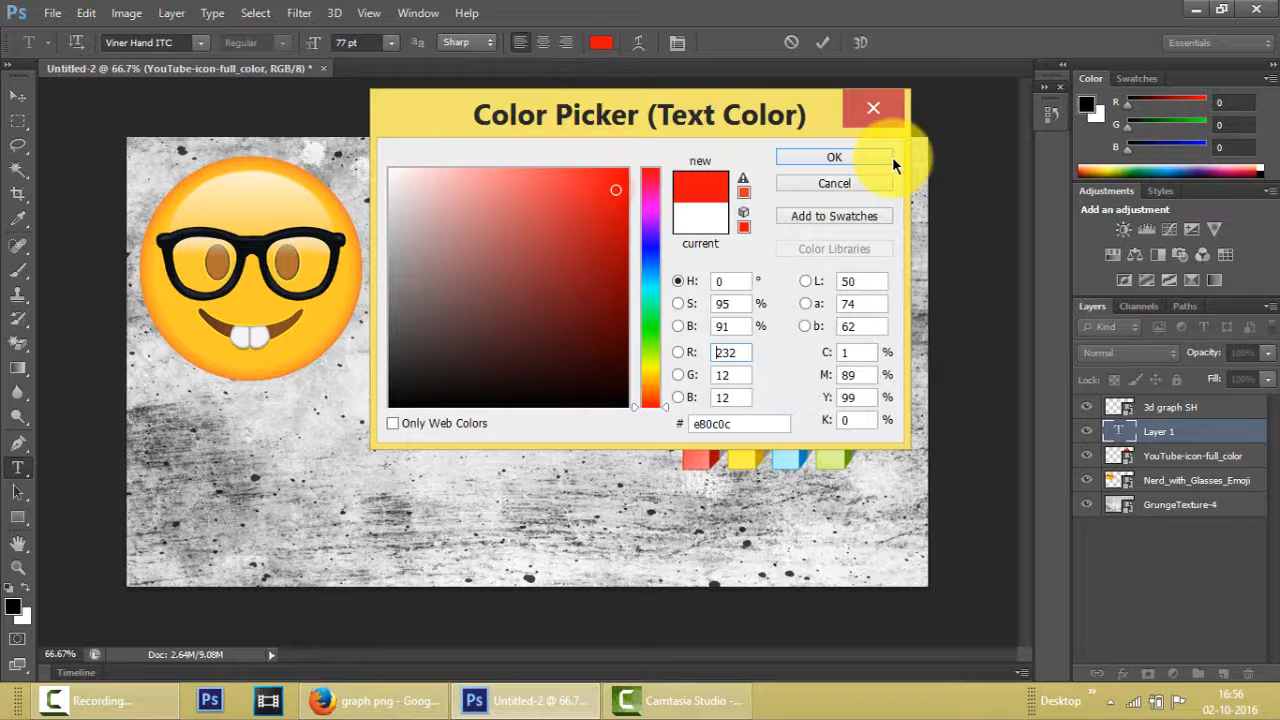 Ps File Edit Image Layer Type Select Filter 3D View Window Help
T Viner Hand ITC Regular 77 pt aa Sharp 3D Essentials
Untitled-2 @ 66.7% (YouTube-icon-full_color, RGB/8) * ×
Color Swatches
R 0
G 0
B 0
Adjustments Styles
Add an adjustment
Layers Channels Paths
Kind
Normal Opacity: 100%
Lock: Fill: 100%
3d graph SH
T Layer 1
YouTube-icon-full_color
Nerd_with_Glasses_Emoji
GrungeTexture-4
Color Picker (Text Color)
new
current
OK
Cancel
Add to Swatches
Color Libraries
H: 0 ° L: 50
S: 95 % a: 74
B: 91 % b: 62
R: 232 C: 1 %
G: 12 M: 89 %
B: 12 Y: 99 %
# e80c0c K: 0 %
Only Web Colors
66.67% Doc: 2.64M/9.08M
Timeline
Recording... Ps graph png - Goog... Ps Untitled-2 @ 66.7... Camtasia Studio -... Desktop
16:56
02-10-2016